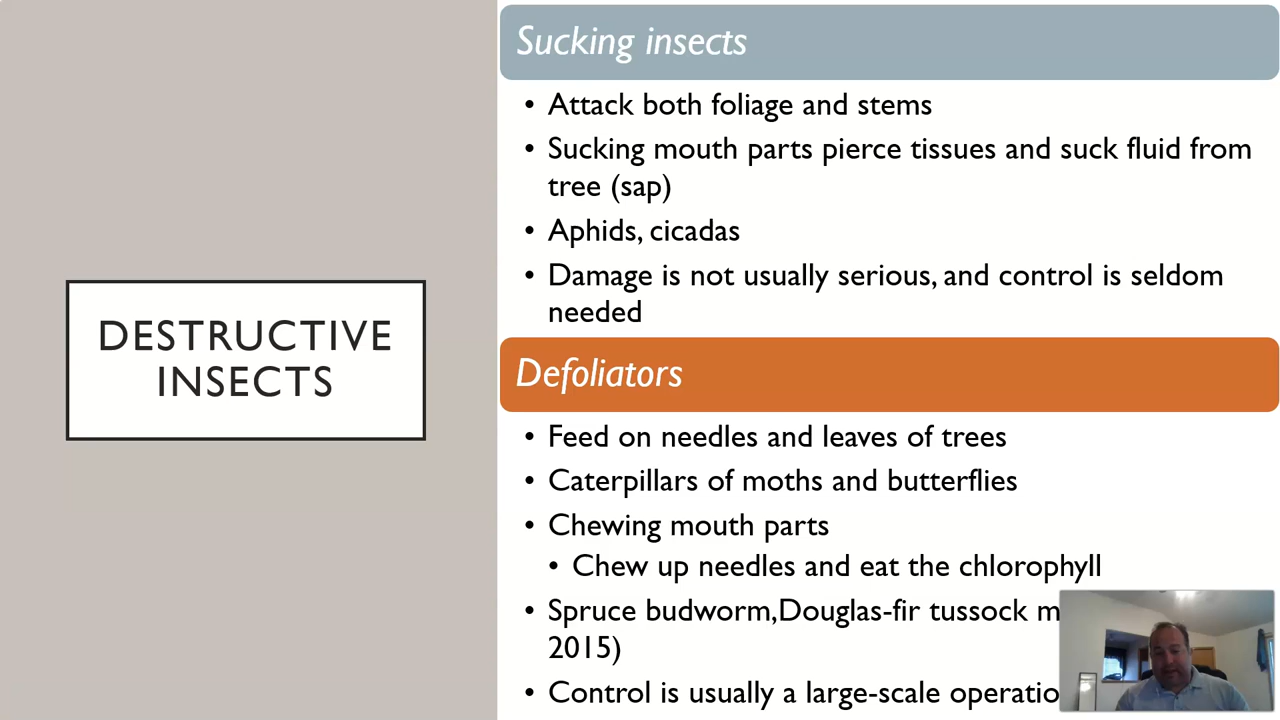 DESTRUCTIVE
INSECTS
Sucking insects
• Attack both foliage and stems
• Sucking mouth parts pierce tissues and suck fluid from
tree (sap)
• Aphids, cicadas
• Damage is not usually serious, and control is seldom
needed
Defoliators
• Feed on needles and leaves of trees
• Caterpillars of moths and butterflies
• Chewing mouth parts
• Chew up needles and eat the chlorophyll
• Spruce budworm,Douglas-fir tussock
2015)
• Control is usually a large-scale